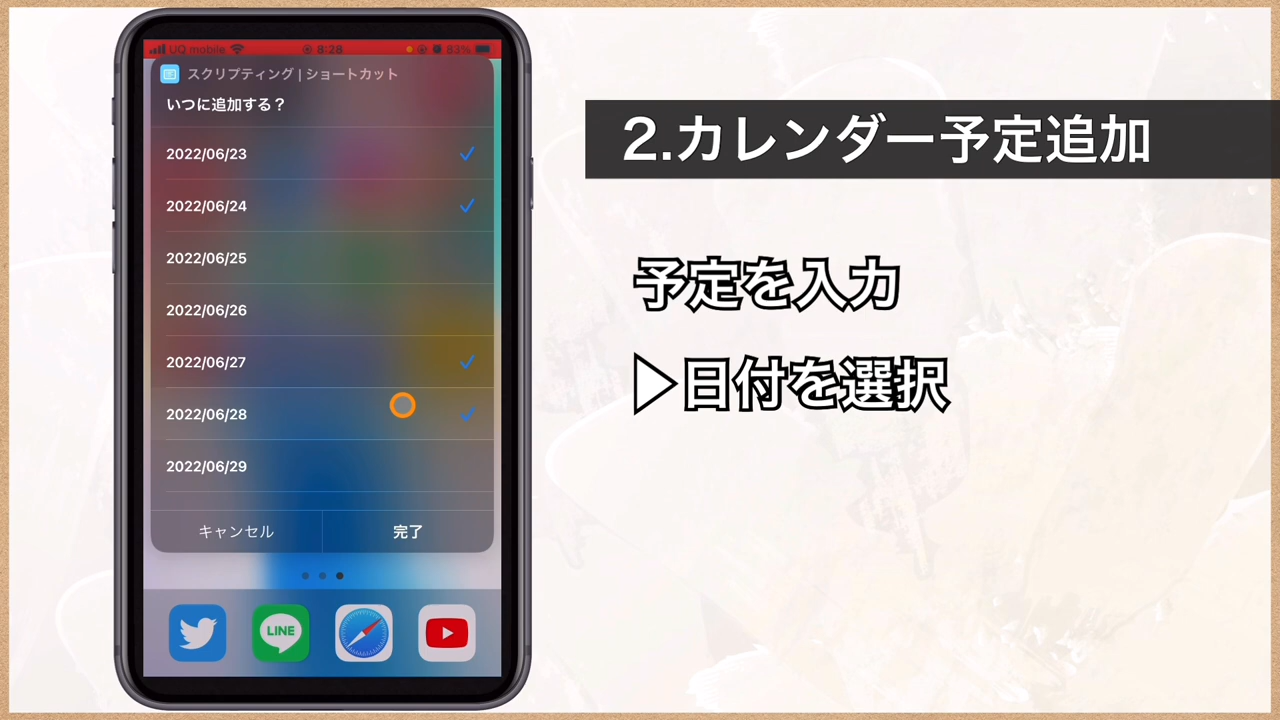 UQ mobile 8:28 83%
スクリプティング | ショートカット
いつに追加する？
2022/06/23
2022/06/24
2022/06/25
2022/06/26
2022/06/27
2022/06/28
2022/06/29
キャンセル 完了
LINE
2.カレンダー予定追加
予定を入力
▶日付を選択